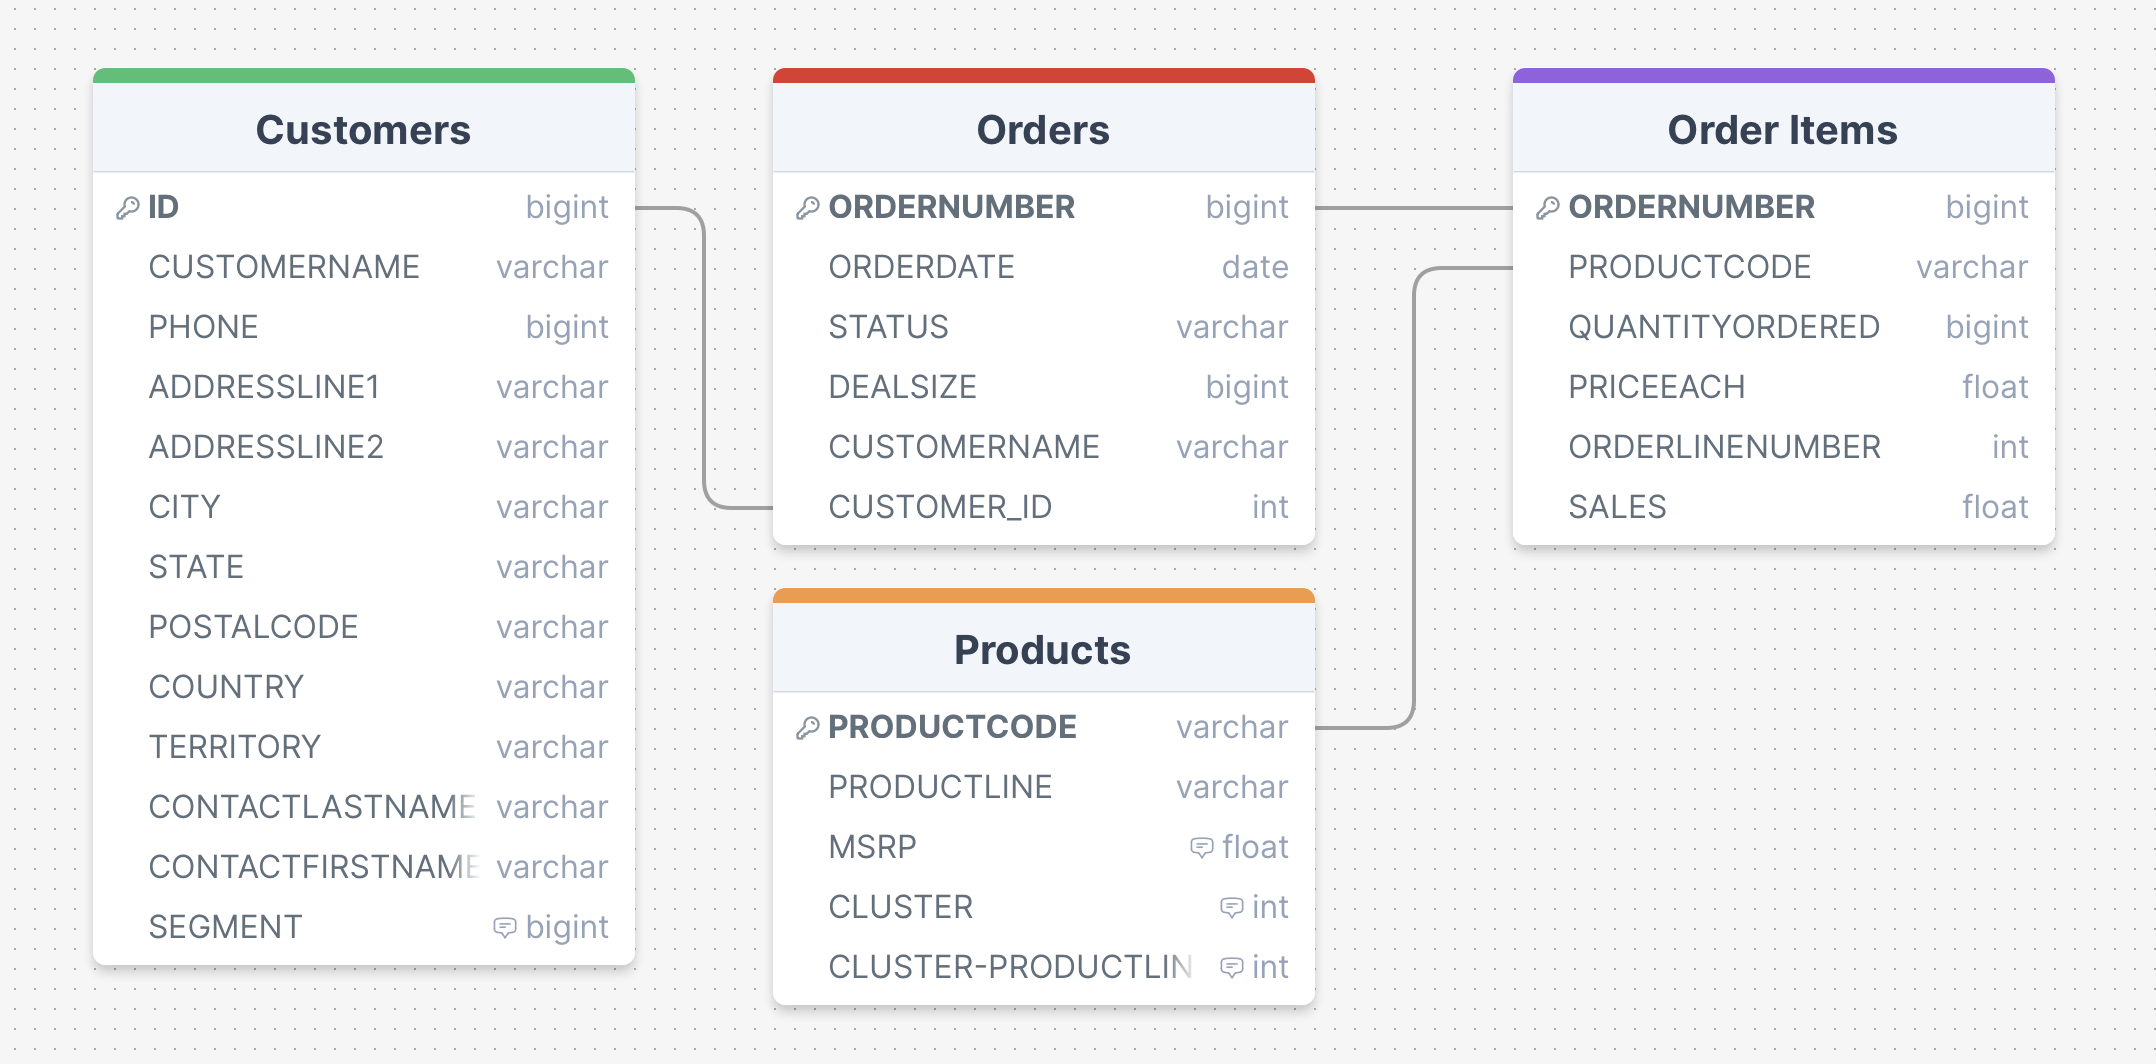 Customers
ID bigint
CUSTOMERNAME varchar
PHONE bigint
ADDRESSLINE1 varchar
ADDRESSLINE2 varchar
CITY varchar
STATE varchar
POSTALCODE varchar
COUNTRY varchar
TERRITORY varchar
CONTACTLASTNAME varchar
CONTACTFIRSTNAME varchar
SEGMENT bigint
Orders
ORDERNUMBER bigint
ORDERDATE date
STATUS varchar
DEALSIZE bigint
CUSTOMERNAME varchar
CUSTOMER_ID int
Products
PRODUCTCODE varchar
PRODUCTLINE varchar
MSRP float
CLUSTER int
CLUSTER-PRODUCTLIN int
Order Items
ORDERNUMBER bigint
PRODUCTCODE varchar
QUANTITYORDERED bigint
PRICEEACH float
ORDERLINENUMBER int
SALES float